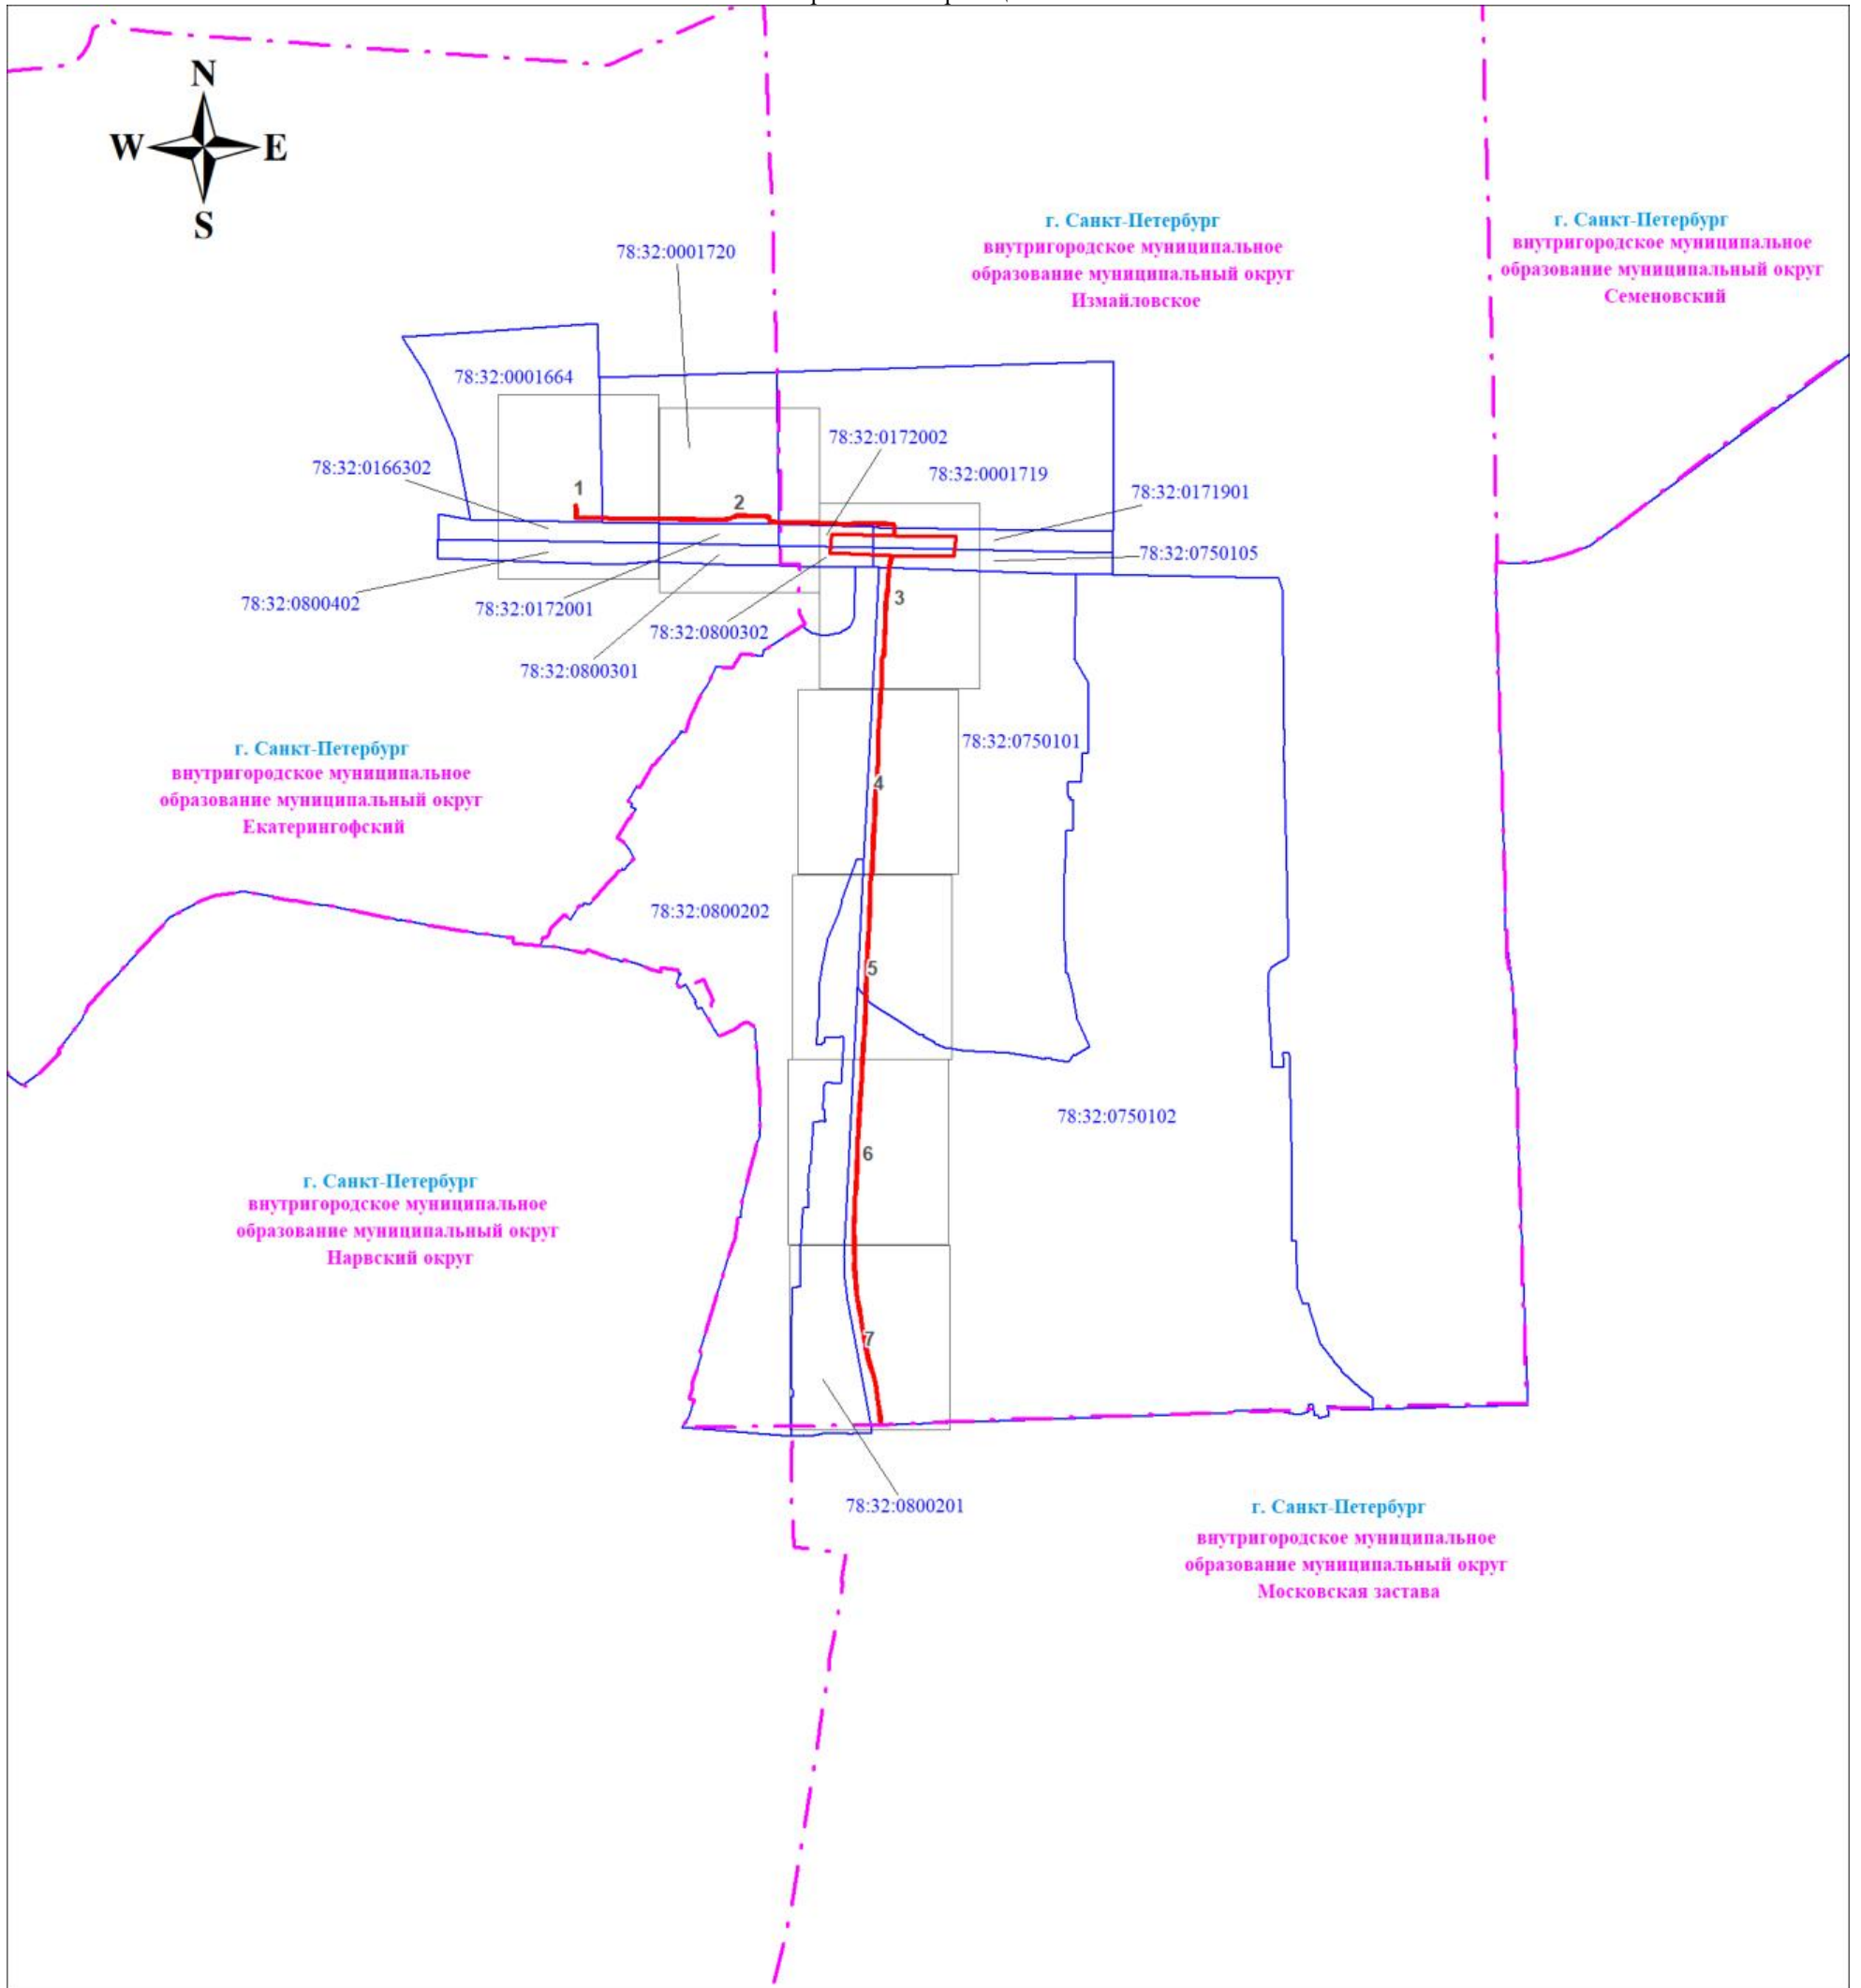 N
W
E
S
г. Санкт-Петербург
внутригородское муниципальное
образование муниципальный округ
Измайловское
г. Санкт-Петербург
внутригородское муниципальное
образование муниципальный округ
Семеновский
78:32:0001720
78:32:0001664
78:32:0172002
78:32:0166302
78:32:0001719
78:32:0171901
1
2
78:32:0750105
78:32:0800402
78:32:0172001
3
78:32:0800302
78:32:0800301
78:32:0750101
г. Санкт-Петербург
внутригородское муниципальное
образование муниципальный округ
Екатерингофский
4
78:32:0800202
5
78:32:0750102
6
г. Санкт-Петербург
внутригородское муниципальное
образование муниципальный округ
Нарвский округ
7
78:32:0800201
г. Санкт-Петербург
внутригородское муниципальное
образование муниципальный округ
Московская застава